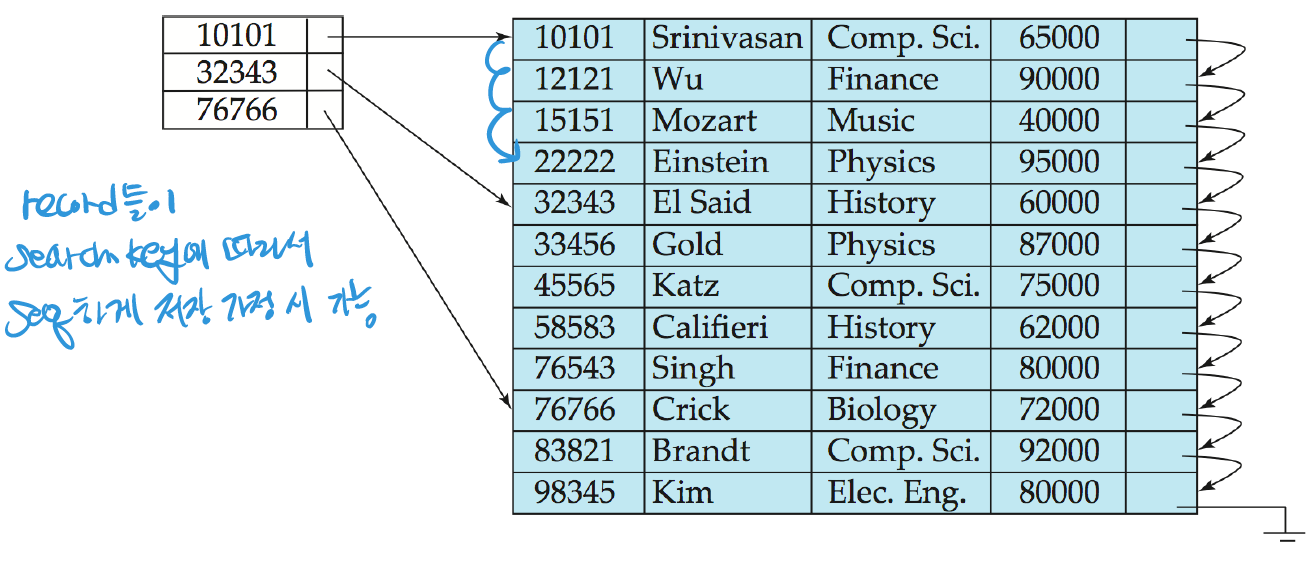 10101
32343
76766
10101 Srinivasan Comp. Sci. 65000
12121 Wu Finance 90000
15151 Mozart Music 40000
22222 Einstein Physics 95000
32343 El Said History 60000
33456 Gold Physics 87000
45565 Katz Comp. Sci. 75000
58583 Califieri History 62000
76543 Singh Finance 80000
76766 Crick Biology 72000
83821 Brandt Comp. Sci. 92000
98345 Kim Elec. Eng. 80000
record들이
search key에 따라서
seq하게 저장 가정 시 가능